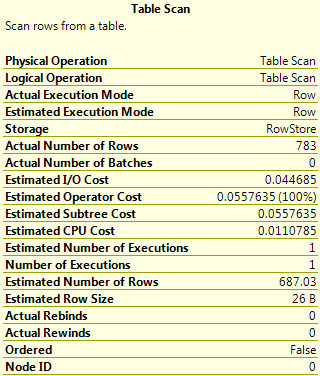 Table Scan
Scan rows from a table.
Physical Operation Table Scan
Logical Operation Table Scan
Actual Execution Mode Row
Estimated Execution Mode Row
Storage RowStore
Actual Number of Rows 783
Actual Number of Batches 0
Estimated I/O Cost 0.044685
Estimated Operator Cost 0.0557635 (100%)
Estimated Subtree Cost 0.0557635
Estimated CPU Cost 0.0110785
Estimated Number of Executions 1
Number of Executions 1
Estimated Number of Rows 687.03
Estimated Row Size 26 B
Actual Rebinds 0
Actual Rewinds 0
Ordered False
Node ID 0